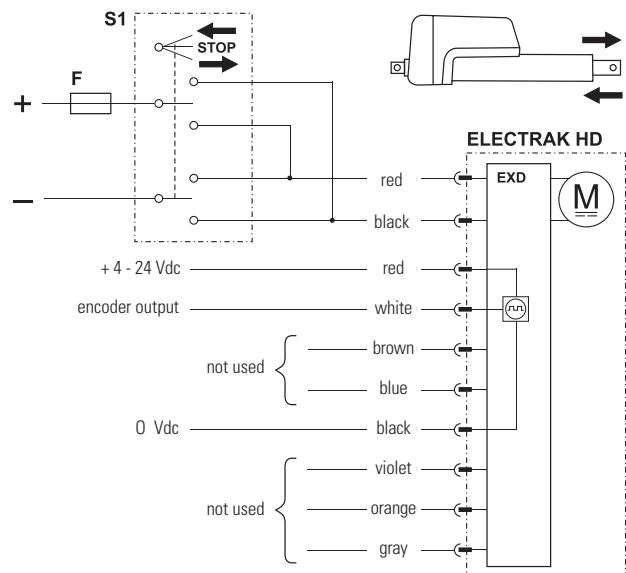 S1
STOP
F
+
–
ELECTRAK HD
EXD
M
red
black
+ 4 - 24 Vdc red
encoder output white
not used
brown
blue
0 Vdc black
not used
violet
orange
gray